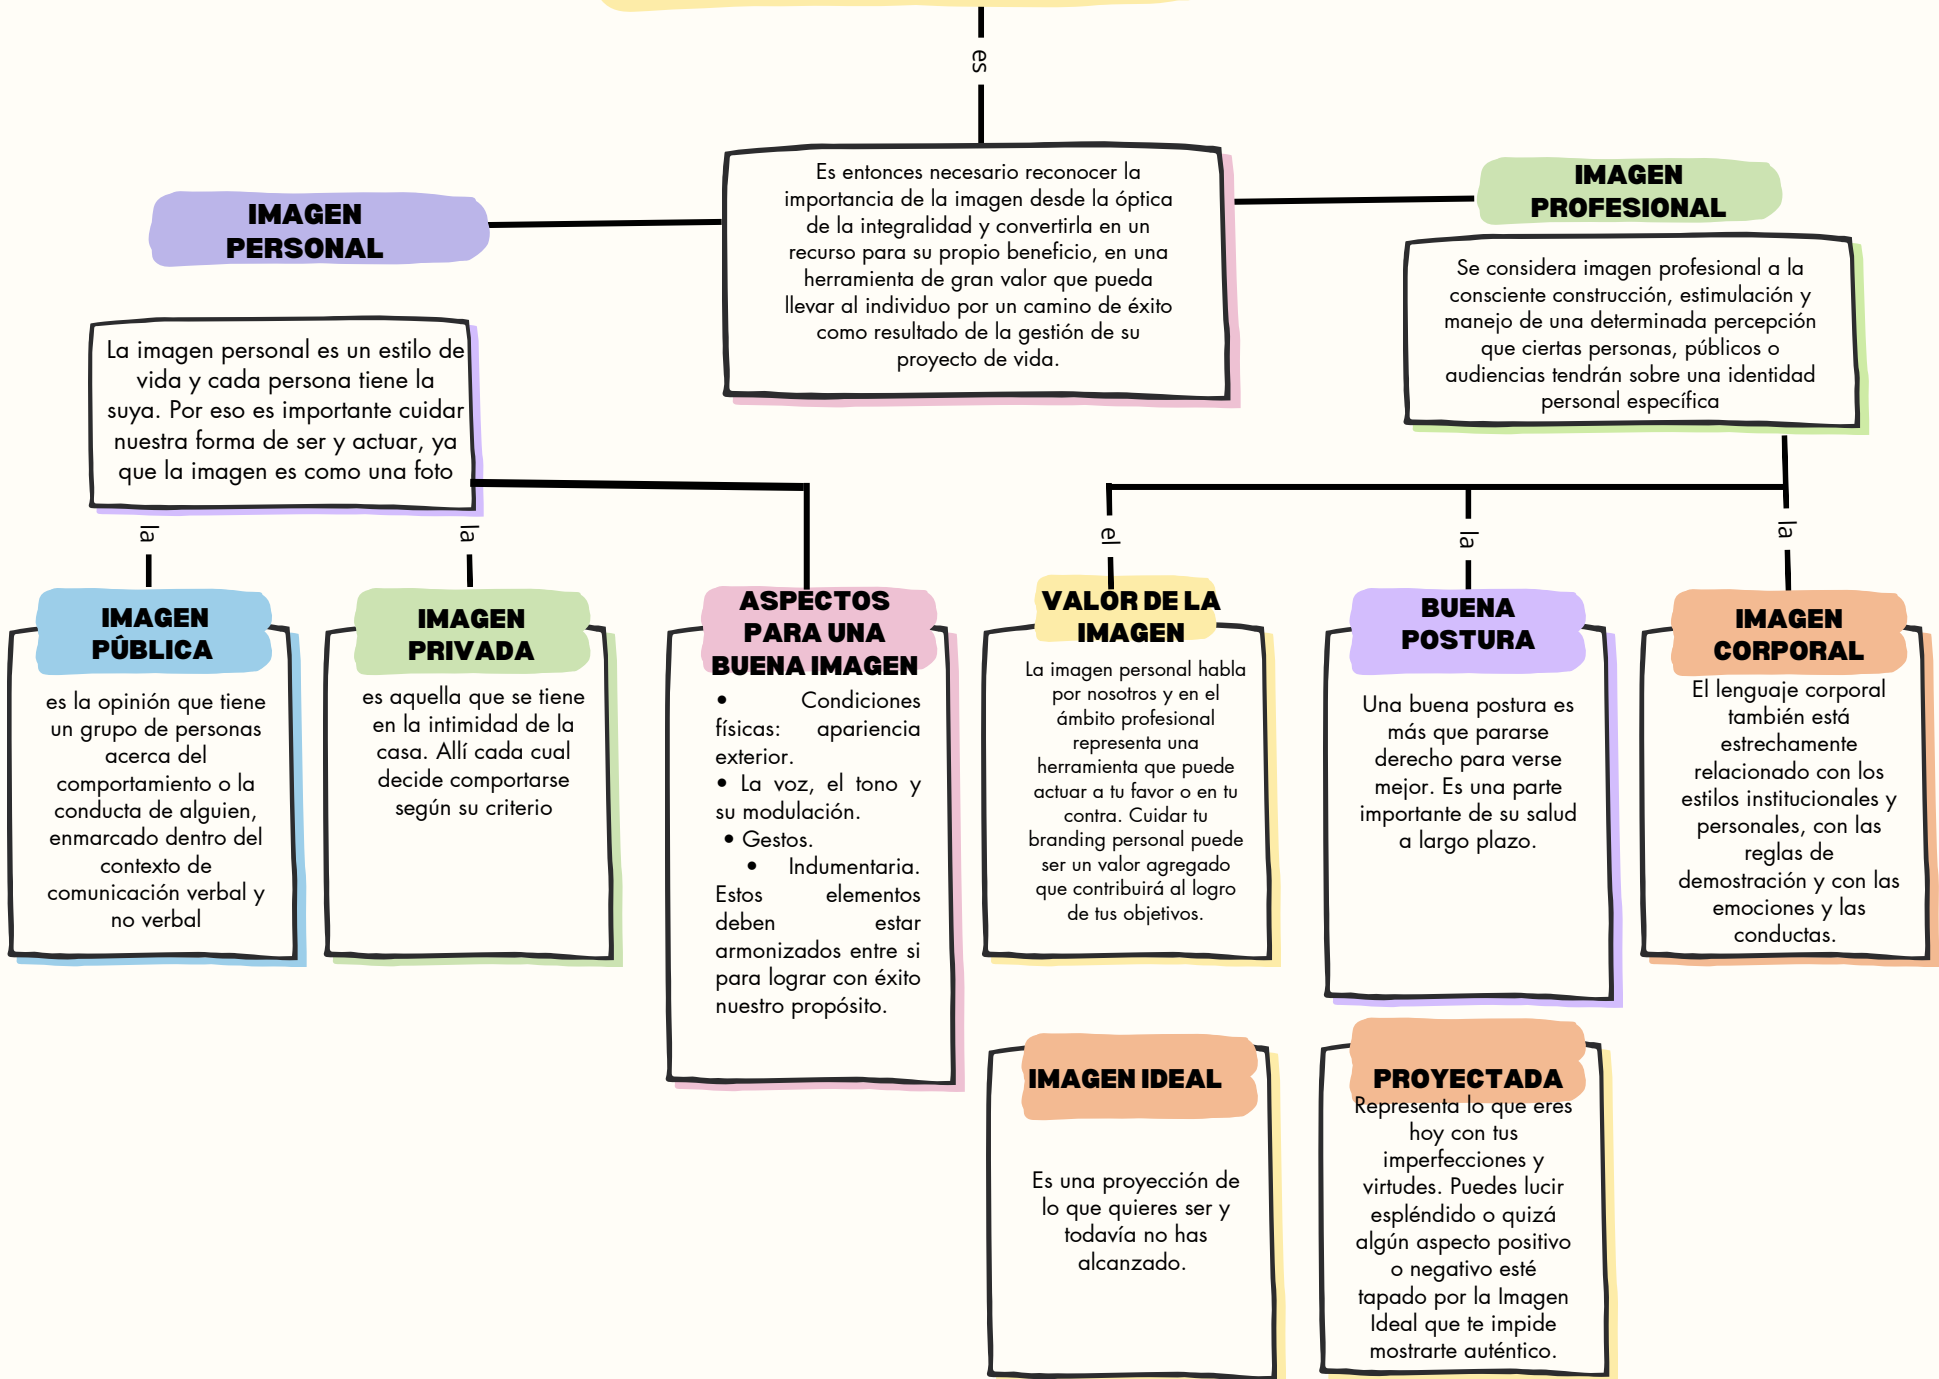 es
Es entonces necesario reconocer la
importancia de la imagen desde la óptica
de la integralidad y convertirla en un
recurso para su propio beneficio, en una
herramienta de gran valor que pueda
llevar al individuo por un camino de éxito
como resultado de la gestión de su
proyecto de vida.
IMAGEN
PERSONAL
La imagen personal es un estilo de
vida y cada persona tiene la
suya. Por eso es importante cuidar
nuestra forma de ser y actuar, ya
que la imagen es como una foto
IMAGEN
PROFESIONAL
Se considera imagen profesional a la
consciente construcción, estimulación y
manejo de una determinada percepción
que ciertas personas, públicos o
audiencias tendrán sobre una identidad
personal específica
la
la
el
la
la
IMAGEN
PÚBLICA
es la opinión que tiene
un grupo de personas
acerca del
comportamiento o la
conducta de alguien,
enmarcado dentro del
contexto de
comunicación verbal y
no verbal
IMAGEN
PRIVADA
es aquella que se tiene
en la intimidad de la
casa. Allí cada cual
decide comportarse
según su criterio
ASPECTOS
PARA UNA
BUENA IMAGEN
• Condiciones
físicas: apariencia
exterior.
• La voz, el tono y
su modulación.
• Gestos.
• Indumentaria.
Estos elementos
deben estar
armonizados entre si
para lograr con éxito
nuestro propósito.
VALOR DE LA
IMAGEN
La imagen personal habla
por nosotros y en el
ámbito profesional
representa una
herramienta que puede
actuar a tu favor o en tu
contra. Cuidar tu
branding personal puede
ser un valor agregado
que contribuirá al logro
de tus objetivos.
BUENA
POSTURA
Una buena postura es
más que pararse
derecho para verse
mejor. Es una parte
importante de su salud
a largo plazo.
IMAGEN
CORPORAL
El lenguaje corporal
también está
estrechamente
relacionado con los
estilos institucionales y
personales, con las
reglas de
demostración y con las
emociones y las
conductas.
IMAGEN IDEAL
Es una proyección de
lo que quieres ser y
todavía no has
alcanzado.
PROYECTADA
Representa lo que eres
hoy con tus
imperfecciones y
virtudes. Puedes lucir
espléndido o quizá
algún aspecto positivo
o negativo esté
tapado por la Imagen
Ideal que te impide
mostrarte auténtico.